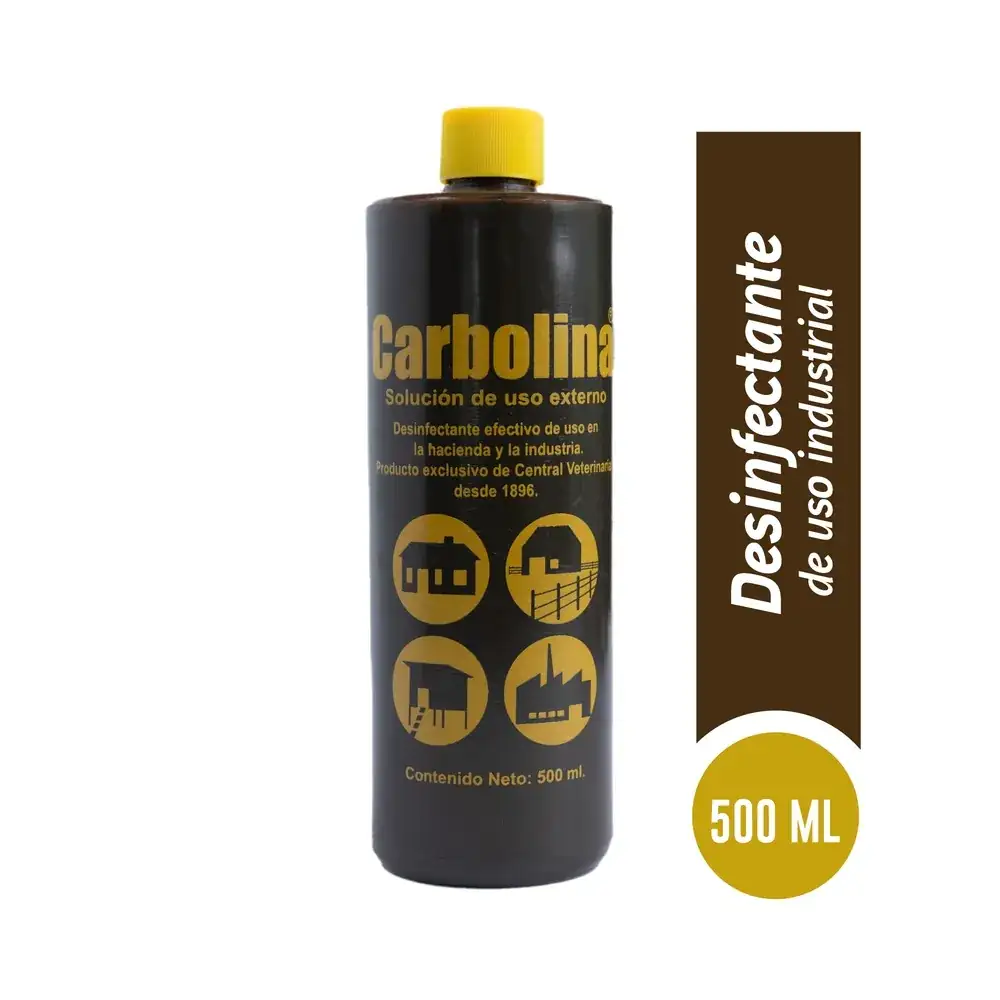 Carbolina®
Solución de uso externo
Desinfectante efectivo de uso en
la hacienda y la industria.
Producto exclusivo de Central Veterinaria
desde 1896.
Contenido Neto: 500 ml.
Desinfectante
de uso industrial
500 ML